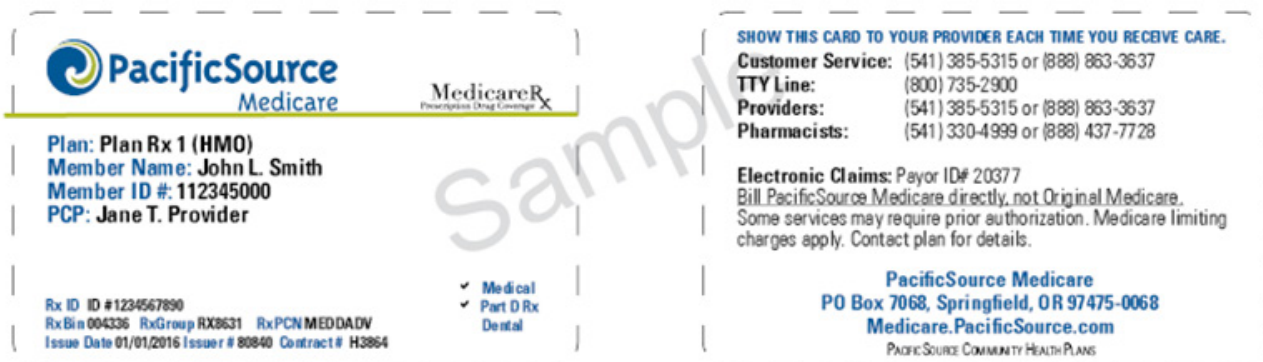 PacificSource
Medicare
MedicareRx
Prescription Drug Coverage
Plan: Plan Rx 1 (HMO)
Member Name: John L. Smith
Member ID #: 112345000
PCP: Jane T. Provider
Rx ID ID #1234567890
RxBin 004336 RxGroup RX8631 RxPCN MEDDADV
Issue Date 01/01/2016 Issuer # 80840 Contract # H3864
✓ Medical
✓ Part D Rx
Dental
Sample
SHOW THIS CARD TO YOUR PROVIDER EACH TIME YOU RECEIVE CARE.
Customer Service: (541) 385-5315 or (888) 863-3637
TTY Line: (800) 735-2900
Providers: (541) 385-5315 or (888) 863-3637
Pharmacists: (541) 330-4999 or (888) 437-7728
Electronic Claims: Payor ID# 20377
Bill PacificSource Medicare directly, not Original Medicare.
Some services may require prior authorization. Medicare limiting
charges apply. Contact plan for details.
PacificSource Medicare
PO Box 7068, Springfield, OR 97475-0068
Medicare.PacificSource.com
PACIFICSOURCE COMMUNITY HEALTH PLANS